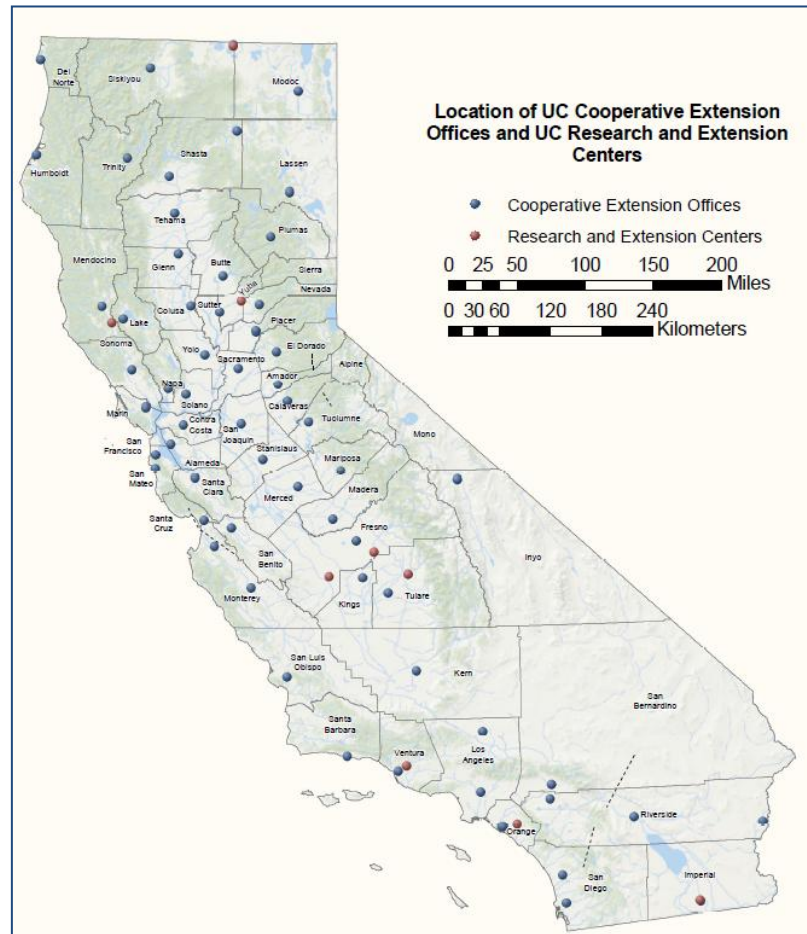 Location of UC Cooperative Extension
Offices and UC Research and Extension
Centers
Cooperative Extension Offices
Research and Extension Centers
0 25 50 100 150 200
Miles
0 30 60 120 180 240
Kilometers
Del
Norte
Siskiyou
Modoc
Humboldt
Trinity
Shasta
Lassen
Tehama
Plumas
Mendocino
Glenn
Butte
Sierra
Yuba
Nevada
Lake
Colusa
Sutter
Placer
Sonoma
Yolo
El Dorado
Sacramento
Alpine
Napa
Amador
Solano
Calaveras
Marin
Contra
Costa
San
Joaquin
Tuolumne
Mono
San
Francisco
Alameda
Stanislaus
Mariposa
San
Mateo
Santa
Clara
Merced
Madera
Santa
Cruz
Fresno
San
Benito
Inyo
Monterey
Kings
Tulare
San Luis
Obispo
Kern
San
Bernardino
Santa
Barbara
Ventura
Los
Angeles
Orange
Riverside
San
Diego
Imperial